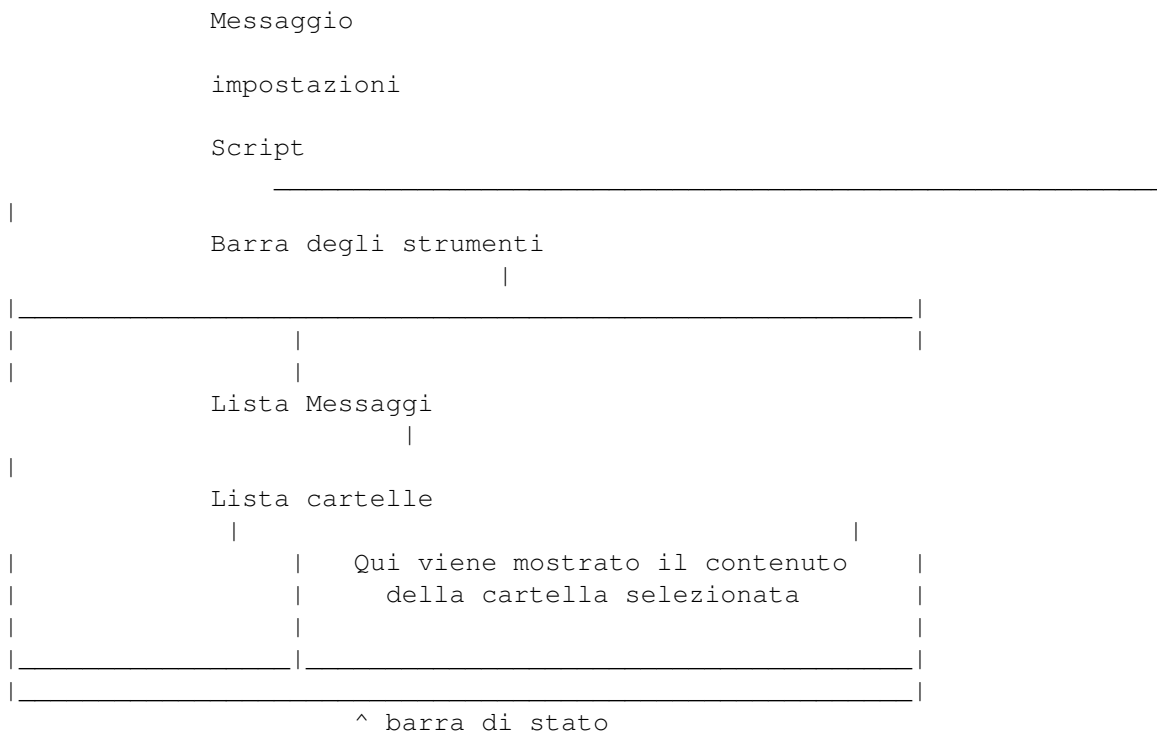 Messaggio
impostazioni
Script
Barra degli strumenti
Lista Messaggi
Lista cartelle
Qui viene mostrato il contenuto
della cartella selezionata
^ barra di stato